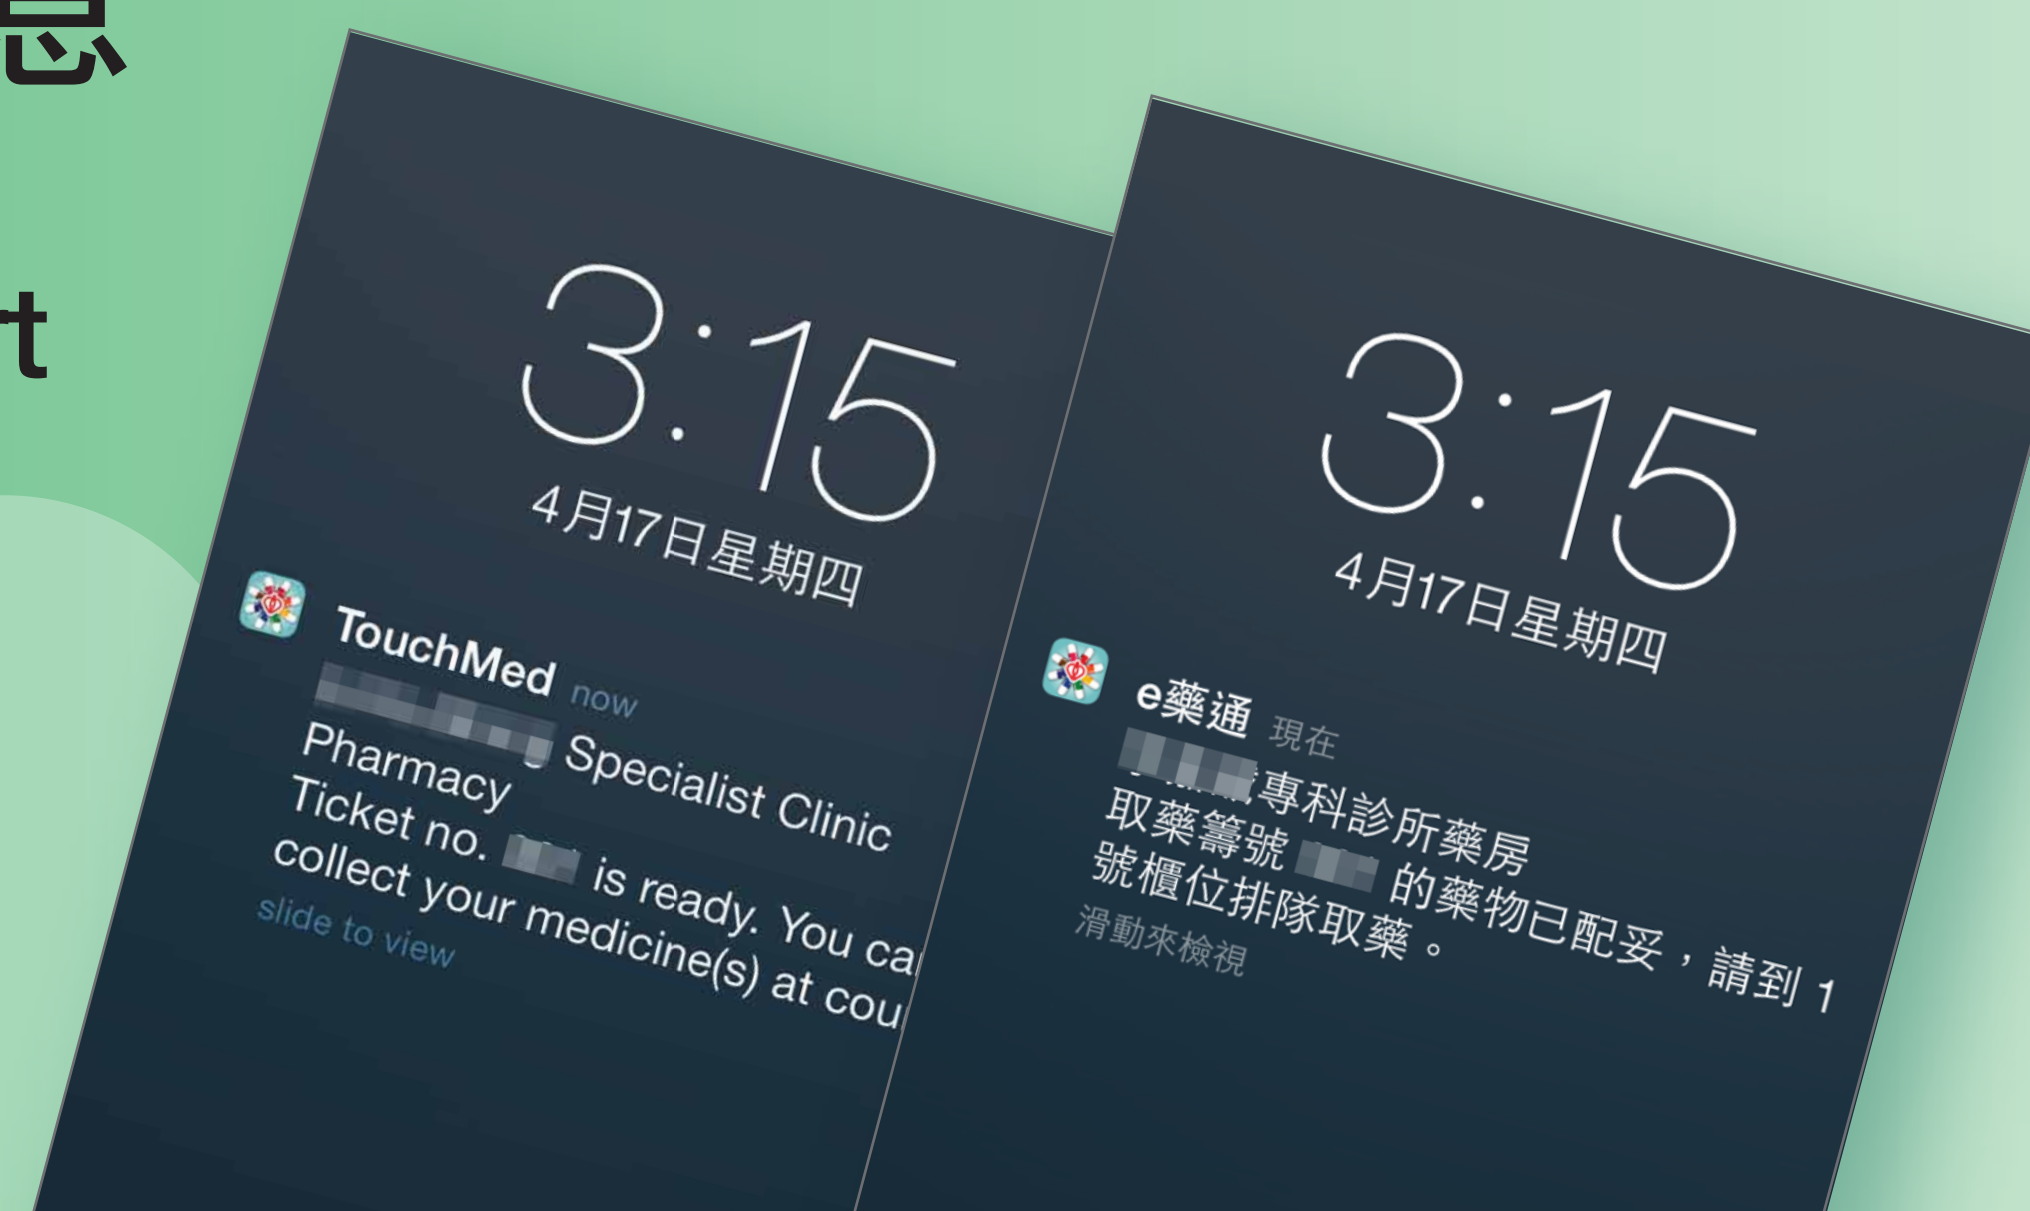 息
rt
3:15
4月17日星期四
TouchMed now
Specialist Clinic
Pharmacy
Ticket no. is ready. You ca
collect your medicine(s) at cou
slide to view
3:15
4月17日星期四
e藥通 現在
專科診所藥房
取藥籌號 的藥物已配妥，請到 1
號櫃位排隊取藥。
滑動來檢視